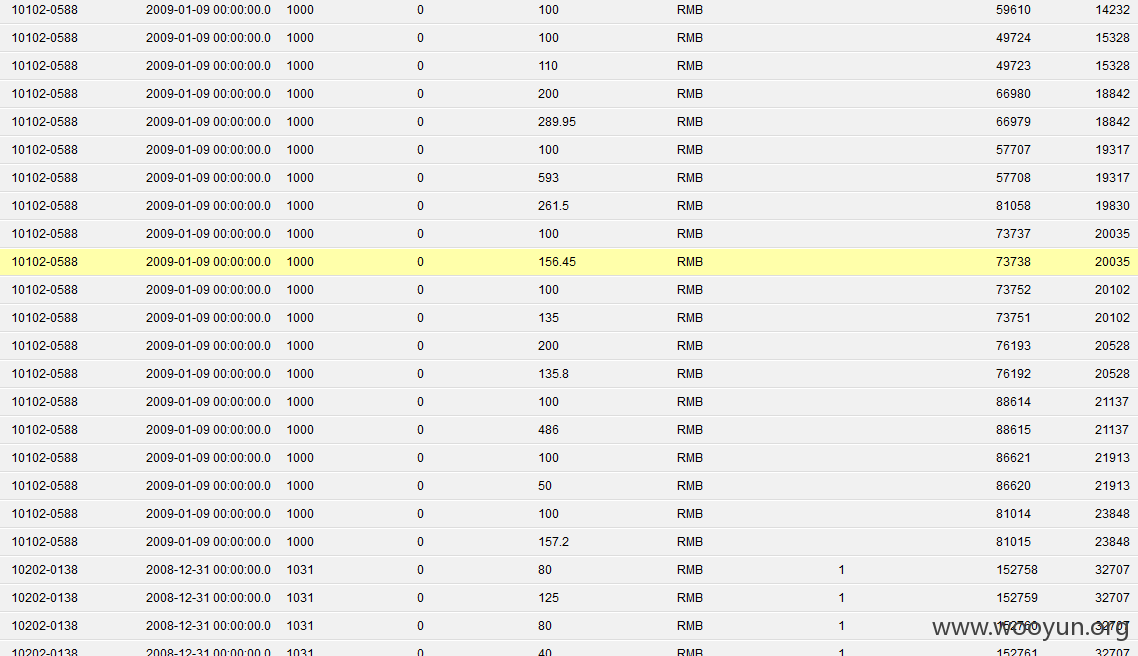 10102-0588 2009-01-09 00:00:00.0 1000 0 100 RMB 59610 14232
10102-0588 2009-01-09 00:00:00.0 1000 0 100 RMB 49724 15328
10102-0588 2009-01-09 00:00:00.0 1000 0 110 RMB 49723 15328
10102-0588 2009-01-09 00:00:00.0 1000 0 200 RMB 66980 18842
10102-0588 2009-01-09 00:00:00.0 1000 0 289.95 RMB 66979 18842
10102-0588 2009-01-09 00:00:00.0 1000 0 100 RMB 57707 19317
10102-0588 2009-01-09 00:00:00.0 1000 0 593 RMB 57708 19317
10102-0588 2009-01-09 00:00:00.0 1000 0 261.5 RMB 81058 19830
10102-0588 2009-01-09 00:00:00.0 1000 0 100 RMB 73737 20035
10102-0588 2009-01-09 00:00:00.0 1000 0 156.45 RMB 73738 20035
10102-0588 2009-01-09 00:00:00.0 1000 0 100 RMB 73752 20102
10102-0588 2009-01-09 00:00:00.0 1000 0 135 RMB 73751 20102
10102-0588 2009-01-09 00:00:00.0 1000 0 200 RMB 76193 20528
10102-0588 2009-01-09 00:00:00.0 1000 0 135.8 RMB 76192 20528
10102-0588 2009-01-09 00:00:00.0 1000 0 100 RMB 88614 21137
10102-0588 2009-01-09 00:00:00.0 1000 0 486 RMB 88615 21137
10102-0588 2009-01-09 00:00:00.0 1000 0 100 RMB 86621 21913
10102-0588 2009-01-09 00:00:00.0 1000 0 50 RMB 86620 21913
10102-0588 2009-01-09 00:00:00.0 1000 0 100 RMB 81014 23848
10102-0588 2009-01-09 00:00:00.0 1000 0 157.2 RMB 81015 23848
10202-0138 2008-12-31 00:00:00.0 1031 0 80 RMB 1 152758 32707
10202-0138 2008-12-31 00:00:00.0 1031 0 125 RMB 1 152759 32707
10202-0138 2008-12-31 00:00:00.0 1031 0 80 RMB 1 152760 32707
www.wooyun.org
10202-0138 2008-12-31 00:00:00.0 1031 0 40 RMB 1 152761 32707